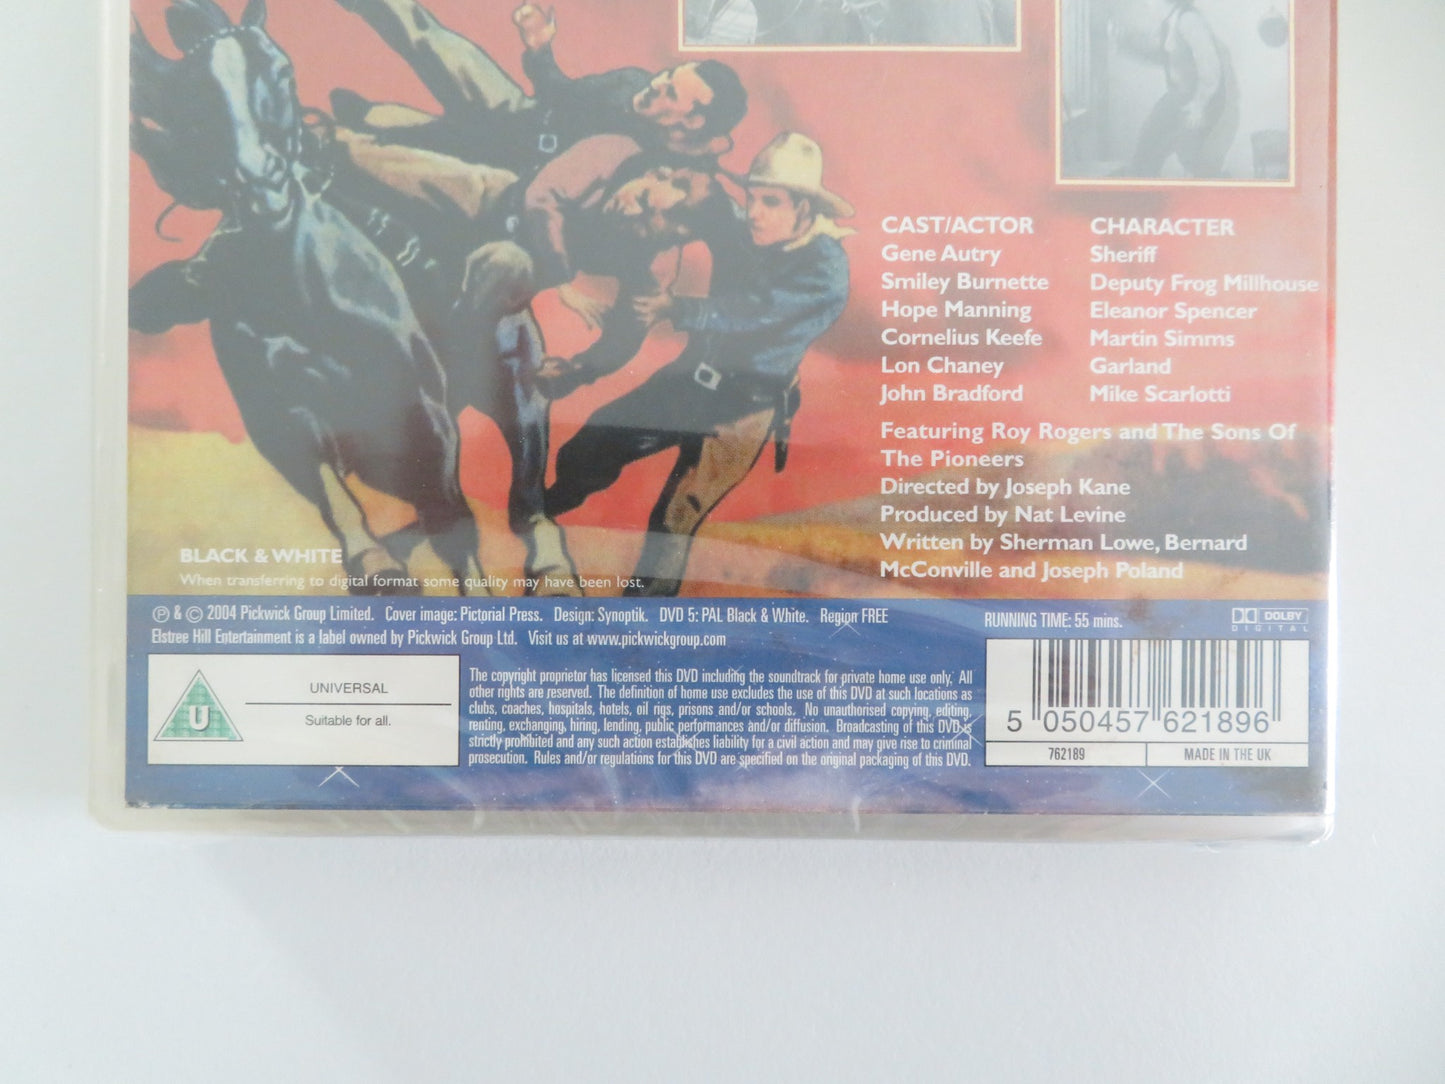 CAST/ACTOR CHARACTER
Gene Autry Sheriff
Smiley Burnette Deputy Frog Millhouse
Hope Manning Eleanor Spencer
Cornelius Keefe Martin Simms
Lon Chaney Garland
John Bradford Mike Scarlotti
Featuring Roy Rogers and The Sons Of
The Pioneers
Directed by Joseph Kane
Produced by Nat Levine
Written by Sherman Lowe, Bernard
McConville and Joseph Poland
BLACK & WHITE
When transferring to digital format some quality may have been lost.
℗ & © 2004 Pickwick Group Limited. Cover image: Pictorial Press. Design: Synoptik. DVD 5: PAL Black & White. Region FREE
Elstree Hill Entertainment is a label owned by Pickwick Group Ltd. Visit us at www.pickwickgroup.com
RUNNING TIME: 55 mins.
DOLBY
DIGITAL
U
UNIVERSAL
Suitable for all.
The copyright proprietor has licensed this DVD including the soundtrack for private home use only. All
other rights are reserved. The definition of home use excludes the use of this DVD at such locations as
clubs, coaches, hospitals, hotels, oil rigs, prisons and/or schools. No unauthorised copying, editing,
renting, exchanging, hiring, lending, public performances and/or diffusion. Broadcasting of this DVD is
strictly prohibited and any such action establishes liability for a civil action and may give rise to criminal
prosecution. Rules and/or regulations for this DVD are specified on the original packaging of this DVD.
5 050457 621896
762189 MADE IN THE UK